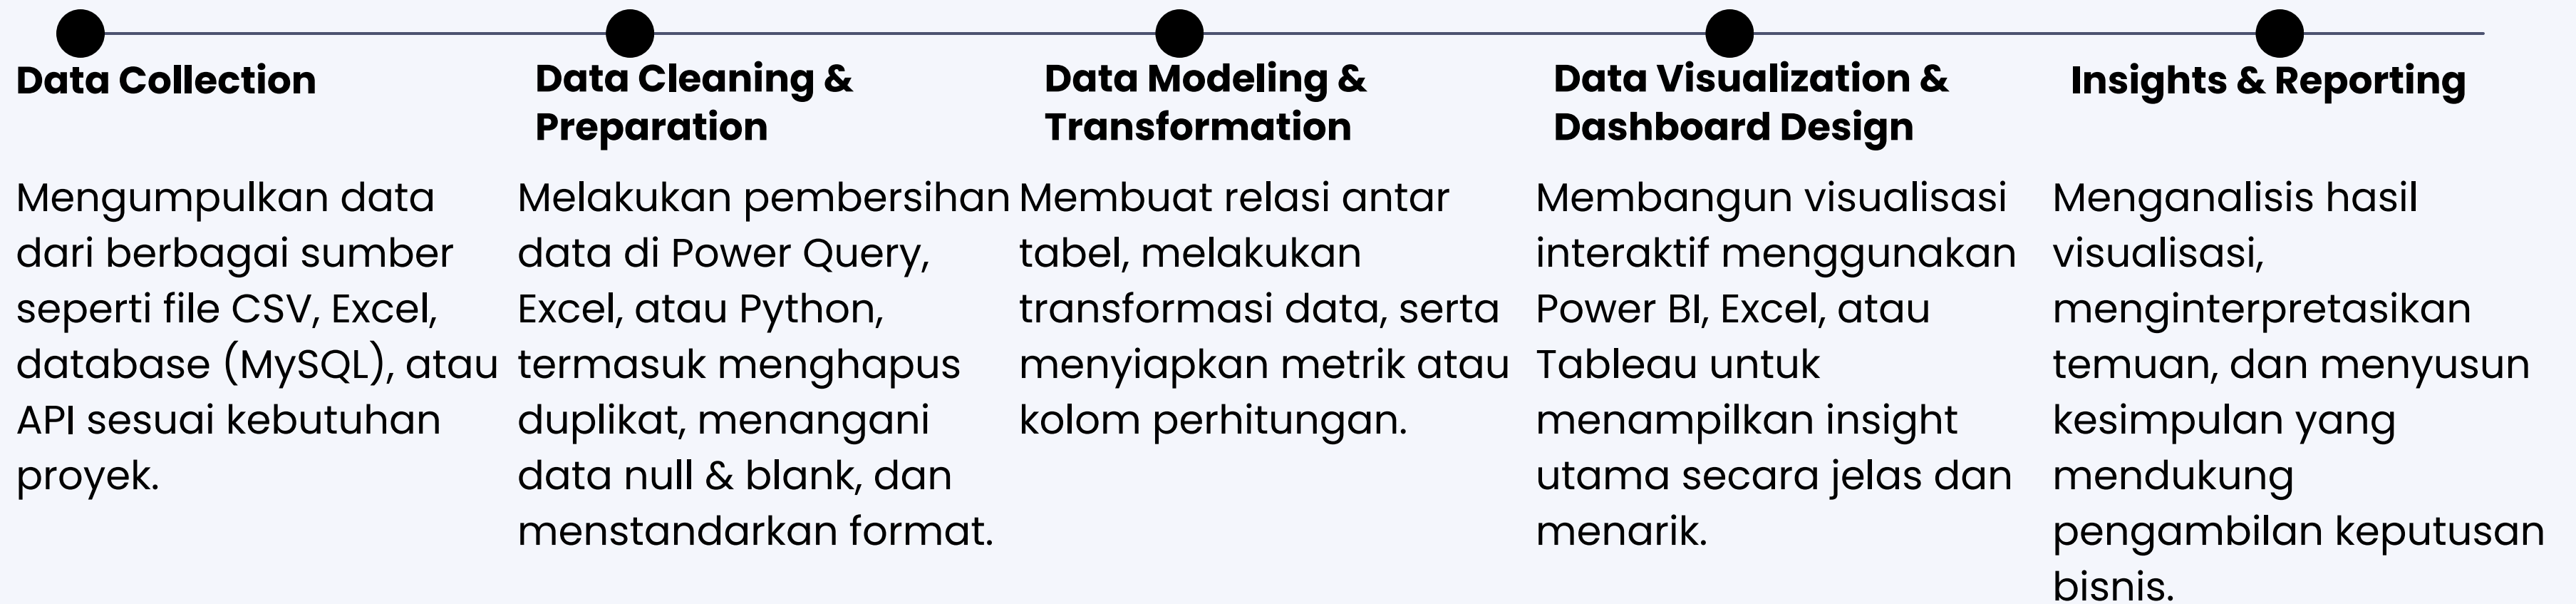 Data Collection
Mengumpulkan data
dari berbagai sumber
seperti file CSV, Excel,
database (MySQL), atau
API sesuai kebutuhan
proyek.
Data Cleaning &
Preparation
Melakukan pembersihan
data di Power Query,
Excel, atau Python,
termasuk menghapus
duplikat, menangani
data null & blank, dan
menstandarkan format.
Data Modeling &
Transformation
Membuat relasi antar
tabel, melakukan
transformasi data, serta
menyiapkan metrik atau
kolom perhitungan.
Data Visualization &
Dashboard Design
Membangun visualisasi
interaktif menggunakan
Power BI, Excel, atau
Tableau untuk
menampilkan insight
utama secara jelas dan
menarik.
Insights & Reporting
Menganalisis hasil
visualisasi,
menginterpretasikan
temuan, dan menyusun
kesimpulan yang
mendukung
pengambilan keputusan
bisnis.